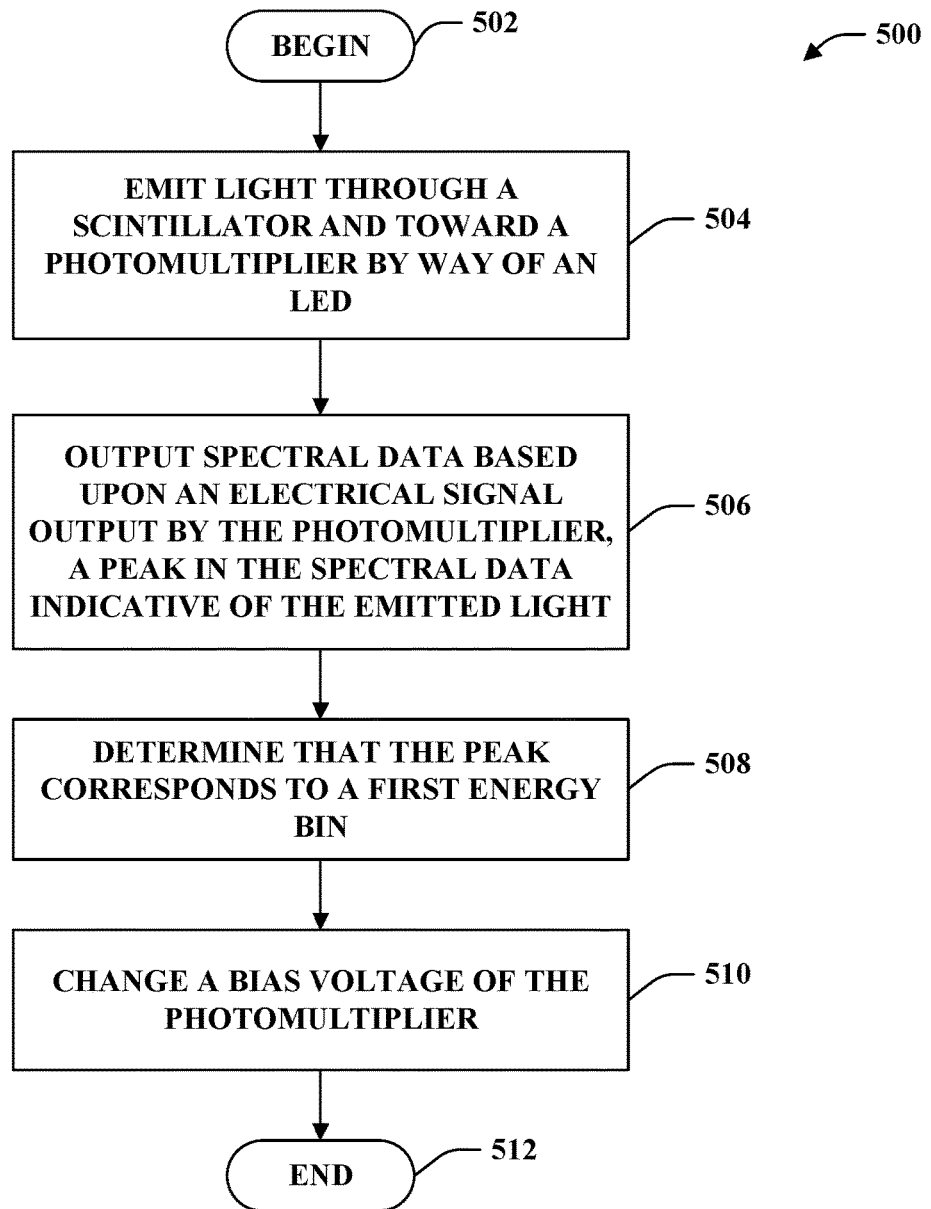 BEGIN
502
500
EMIT LIGHT THROUGH A
SCINTILLATOR AND TOWARD A
PHOTOMULTIPLIER BY WAY OF AN
LED
504
OUTPUT SPECTRAL DATA BASED
UPON AN ELECTRICAL SIGNAL
OUTPUT BY THE PHOTOMULTIPLIER,
A PEAK IN THE SPECTRAL DATA
INDICATIVE OF THE EMITTED LIGHT
506
DETERMINE THAT THE PEAK
CORRESPONDS TO A FIRST ENERGY
BIN
508
CHANGE A BIAS VOLTAGE OF THE
PHOTOMULTIPLIER
510
END
512